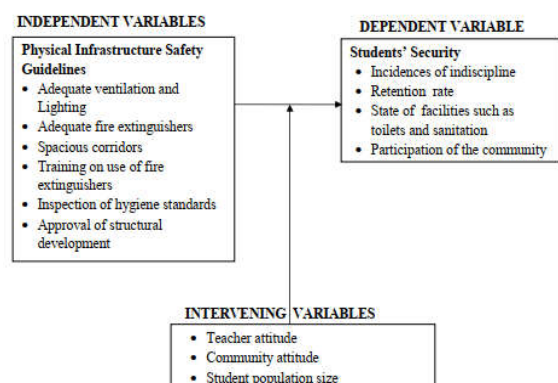 INDEPENDENT VARIABLES
Physical Infrastructure Safety
Guidelines
• Adequate ventilation and
Lighting
• Adequate fire extinguishers
• Spacious corridors
• Training on use of fire
extinguishers
• Inspection of hygiene standards
• Approval of structural
development
DEPENDENT VARIABLE
Students’ Security
• Incidences of indiscipline
• Retention rate
• State of facilities such as
toilets and sanitation
• Participation of the community
INTERVENING VARIABLES
• Teacher attitude
• Community attitude
• Student population size